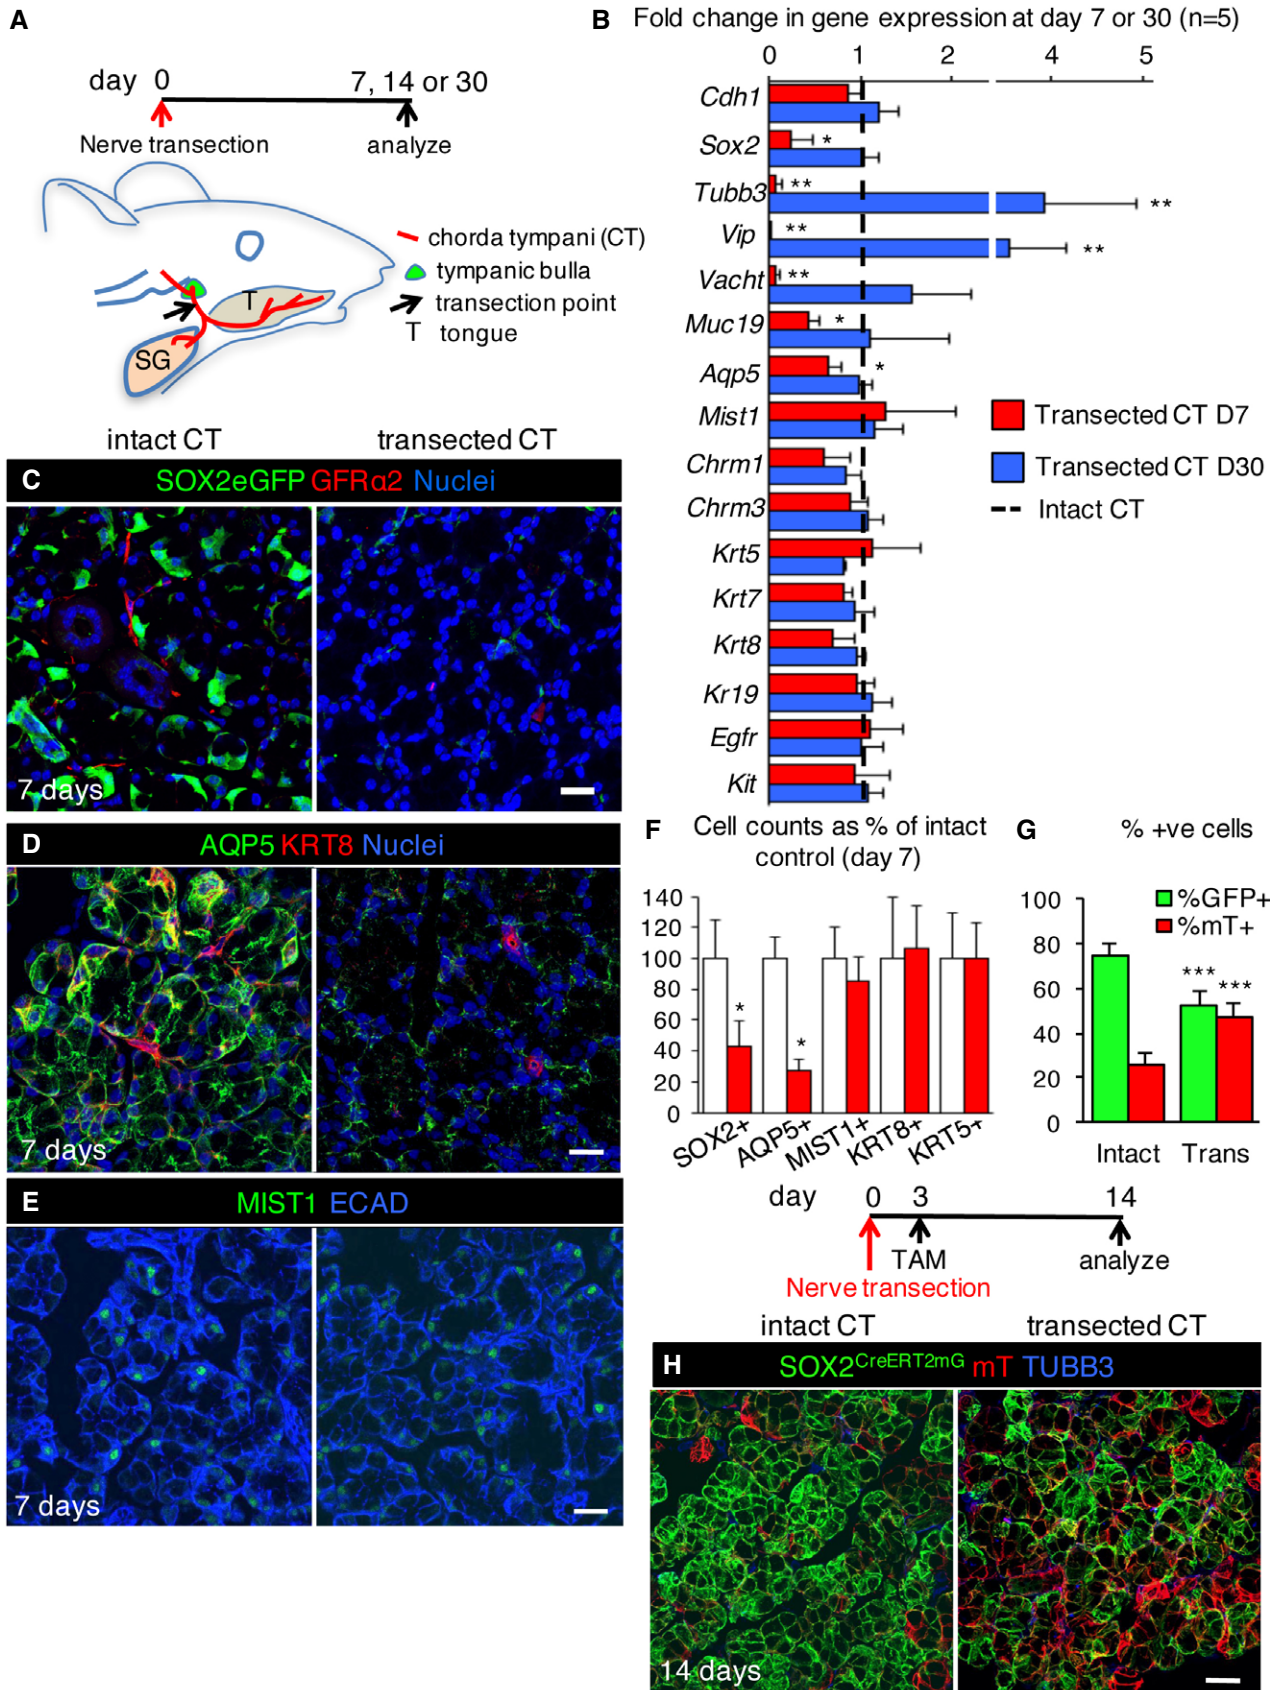 A
day 0 7, 14 or 30
Nerve transection analyze
chorda tympani (CT)
tympanic bulla
transection point
T tongue
T
SG
B
Fold change in gene expression at day 7 or 30 (n=5)
0 1 2 4 5
Cdh1
Sox2 *
Tubb3 ** **
Vip ** **
Vacht **
Muc19 *
Aqp5 *
Mist1
Chrm1
Chrm3
Krt5
Krt7
Krt8
Kr19
Egfr
Kit
Transected CT D7
Transected CT D30
Intact CT
intact CT transected CT
C SOX2eGFP GFRα2 Nuclei
7 days
D AQP5 KRT8 Nuclei
7 days
E MIST1 ECAD
7 days
F Cell counts as % of intact
control (day 7)
140
120
100
80
60
40
20
0
* *
SOX2+ AQP5+ MIST1+ KRT8+ KRT5+
G % +ve cells
%GFP+
%mT+
100
80
60
40
20
0
*** ***
Intact Trans
day 0 3 14
TAM analyze
Nerve transection
intact CT transected CT
H SOX2CreERT2mG mT TUBB3
14 days